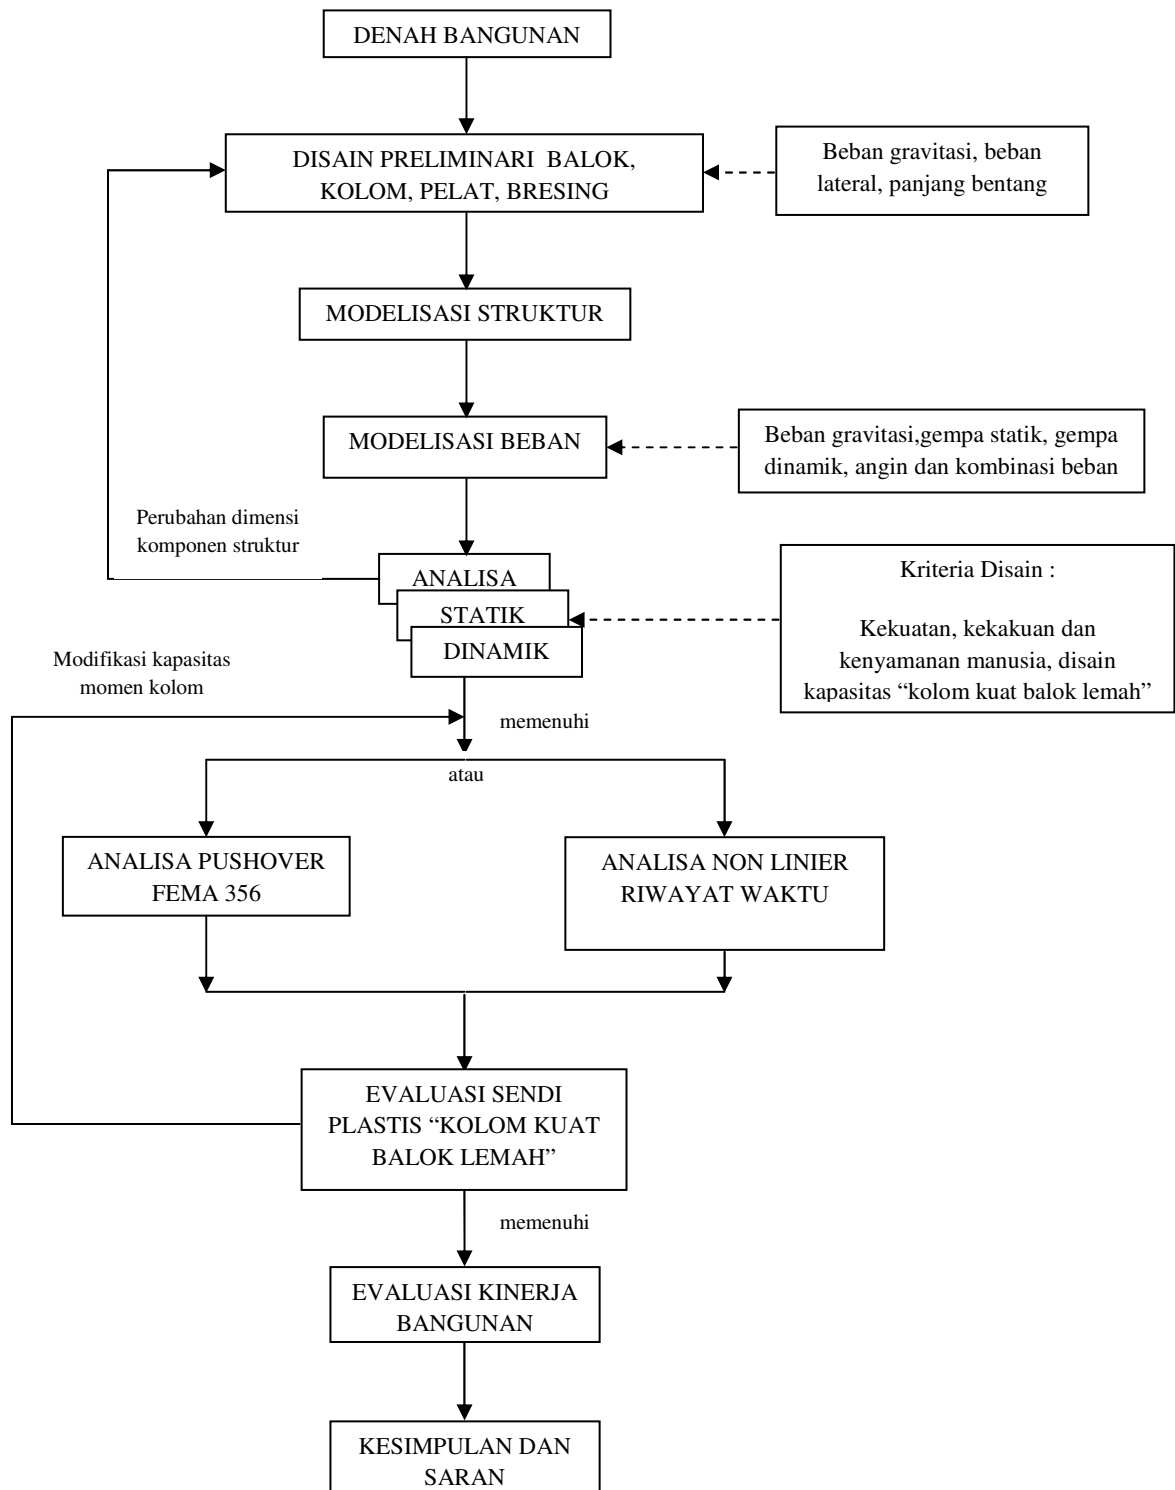 DENAH BANGUNAN
DISAIN PRELIMINARI BALOK,
KOLOM, PELAT, BRESING
Beban gravitasi, beban
lateral, panjang bentang
MODELISASI STRUKTUR
MODELISASI BEBAN
Beban gravitasi,gempa statik, gempa
dinamik, angin dan kombinasi beban
Perubahan dimensi
komponen struktur
ANALISA
STATIK
DINAMIK
Kriteria Disain :
Kekuatan, kekakuan dan
kenyamanan manusia, disain
kapasitas “kolom kuat balok lemah”
Modifikasi kapasitas
momen kolom
memenuhi
atau
ANALISA PUSHOVER
FEMA 356
ANALISA NON LINIER
RIWAYAT WAKTU
EVALUASI SENDI
PLASTIS “KOLOM KUAT
BALOK LEMAH”
memenuhi
EVALUASI KINERJA
BANGUNAN
KESIMPULAN DAN
SARAN